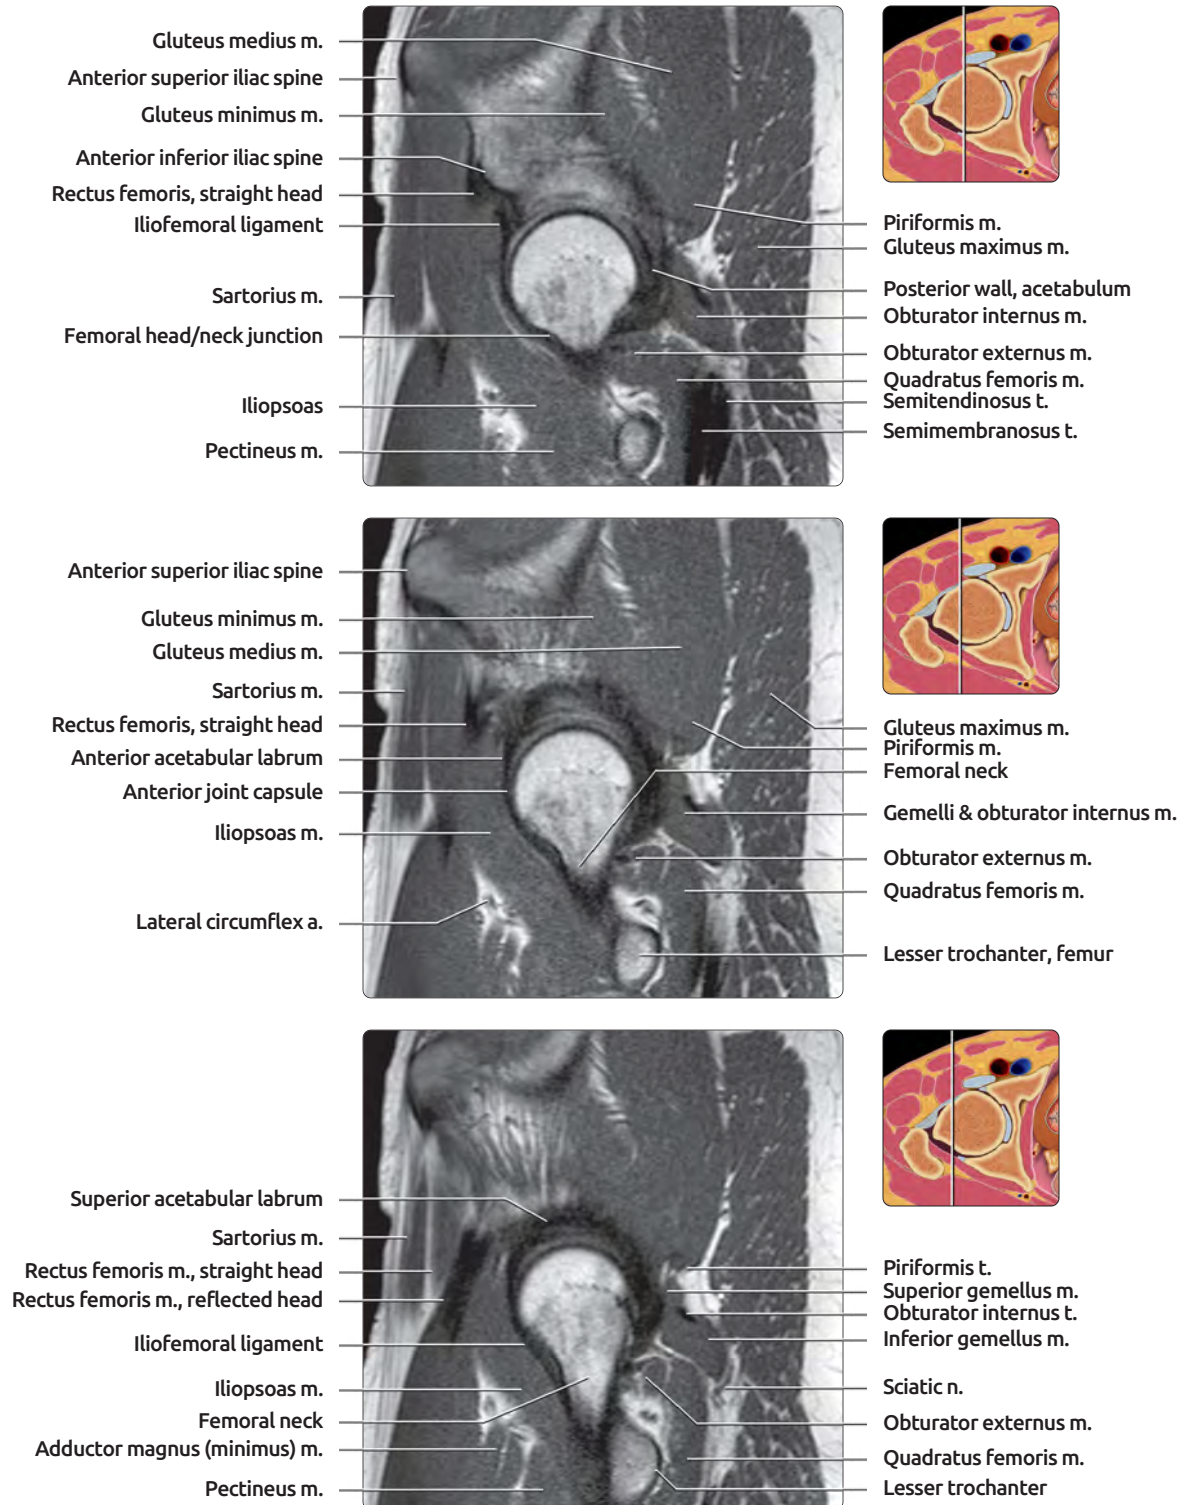 Gluteus medius m.
Anterior superior iliac spine
Gluteus minimus m.
Anterior inferior iliac spine
Rectus femoris, straight head
Iliofemoral ligament
Sartorius m.
Femoral head/neck junction
Iliopsoas
Pectineus m.
Piriformis m.
Gluteus maximus m.
Posterior wall, acetabulum
Obturator internus m.
Obturator externus m.
Quadratus femoris m.
Semitendinosus t.
Semimembranosus t.
Anterior superior iliac spine
Gluteus minimus m.
Gluteus medius m.
Sartorius m.
Rectus femoris, straight head
Anterior acetabular labrum
Anterior joint capsule
Iliopsoas m.
Lateral circumflex a.
Gluteus maximus m.
Piriformis m.
Femoral neck
Gemelli & obturator internus m.
Obturator externus m.
Quadratus femoris m.
Lesser trochanter, femur
Superior acetabular labrum
Sartorius m.
Rectus femoris m., straight head
Rectus femoris m., reflected head
Iliofemoral ligament
Iliopsoas m.
Femoral neck
Adductor magnus (minimus) m.
Pectineus m.
Piriformis t.
Superior gemellus m.
Obturator internus t.
Inferior gemellus m.
Sciatic n.
Obturator externus m.
Quadratus femoris m.
Lesser trochanter